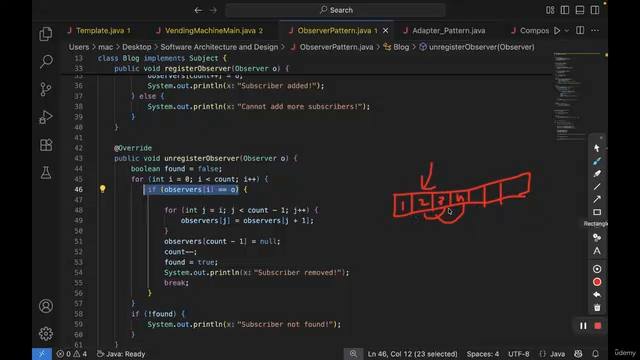 Search
Template.java 1
VendingMachineMain.java 1
ObserverPattern.java 1 ×
Adapter_Pattern.java 1
Compos
Users > mac > Desktop > Software Architecture and Design > ObserverPattern.java > Blog > unregisterObserver(Observer)
13 class Blog implements Subject {
33 public void registerObserver(Observer o) {
35 observers[count++] = o;
36 System.out.println(x: "Subscriber added!");
37 } else {
38 System.out.println(x: "Cannot add more subscribers!");
39 }
40 }
41
42 @Override
43 public void unregisterObserver(Observer o) {
44 boolean found = false;
45 for (int i = 0; i < count; i++) {
46 if (observers[i] == o) {
47
48 for (int j = i; j < count - 1; j++) {
49 observers[j] = observers[j + 1];
50 }
51 observers[count - 1] = null;
52 count--;
53 found = true;
54 System.out.println(x: "Subscriber removed!");
55 break;
56 }
57 }
58 if (!found) {
59 System.out.println(x: "Subscriber not found!");
60 }
61
1 2 3 4
Rectangle
0 4
Ln 46, Col 12 (23 selected) Spaces: 4 UTF-8 LF Java
udemy